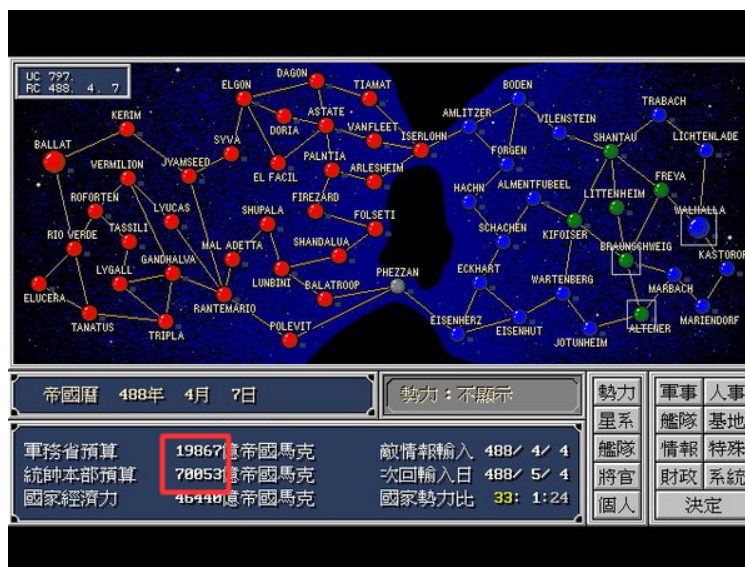 UC 797.
RC 488. 4. 7
DAGON
ELGON
TIAMAT
BODEN
KERIM
ASTATE
AMLITZER
VILENSTEIN
TRABACH
DORIA
VANFLEET
ISERLOHN
SHANTAU
LICHTENLADE
BALLAT
SYVA
PALNTIA
FORGEN
VERMILION
JYAMSEED
EL FACIL
ARLESHEIM
HACHN
ALMENTFUBEEL
LITTENHEIM
FREYA
ROFORTEN
LYUCAS
SHUPALA
FIREZARD
FOLSETI
WALHALLA
TASSILI
RIO VERDE
MAL ADETTA
SHANDALUA
SCHACHEN
KIFOISER
BRAUNSCHWEIG
KASTOROP
LYGALL
GANDHALVA
LUNBINI
BALATROOP
PHEZZAN
ECKHART
WARTENBERG
MARBACH
ELUCERA
RANTEMARIO
TANATUS
TRIPLA
POLEVIT
EISENHERZ
EISENHUT
JOTUNHEIM
ALTENER
MARIENDORF
帝國曆 488年 4月 7日
勢力:不顯示
軍務省預算 19867億帝國馬克
統帥本部預算 70053億帝國馬克
國家經濟力 46440億帝國馬克
敵情報輸入 488/ 4/ 4
次回輸入日 488/ 5/ 4
國家勢力比 33: 1:24
勢力
星系
艦隊
將官
個人
軍事 人事
艦隊 基地
情報 特殊
財政 系統
決定